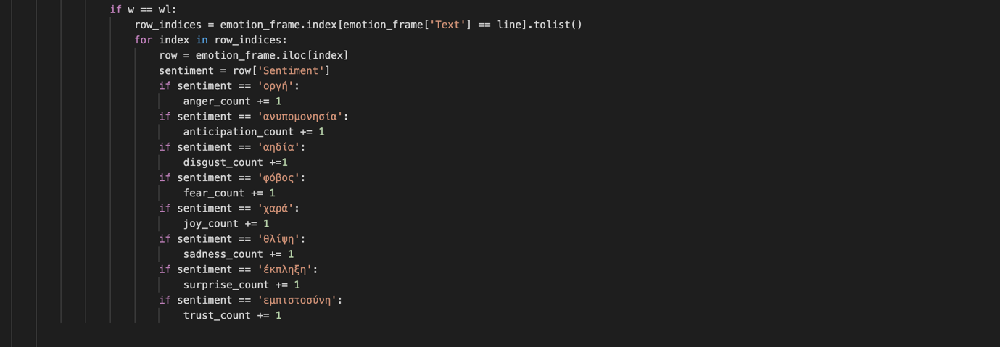 if w == wl:
row_indices = emotion_frame.index[emotion_frame['Text'] == line].tolist()
for index in row_indices:
row = emotion_frame.iloc[index]
sentiment = row['Sentiment']
if sentiment == 'οργή':
anger_count += 1
if sentiment == 'ανυπομονησία':
anticipation_count += 1
if sentiment == 'αηδία':
disgust_count +=1
if sentiment == 'φόβος':
fear_count += 1
if sentiment == 'χαρά':
joy_count += 1
if sentiment == 'θλίψη':
sadness_count += 1
if sentiment == 'έκπληξη':
surprise_count += 1
if sentiment == 'εμπιστοσύνη':
trust_count += 1